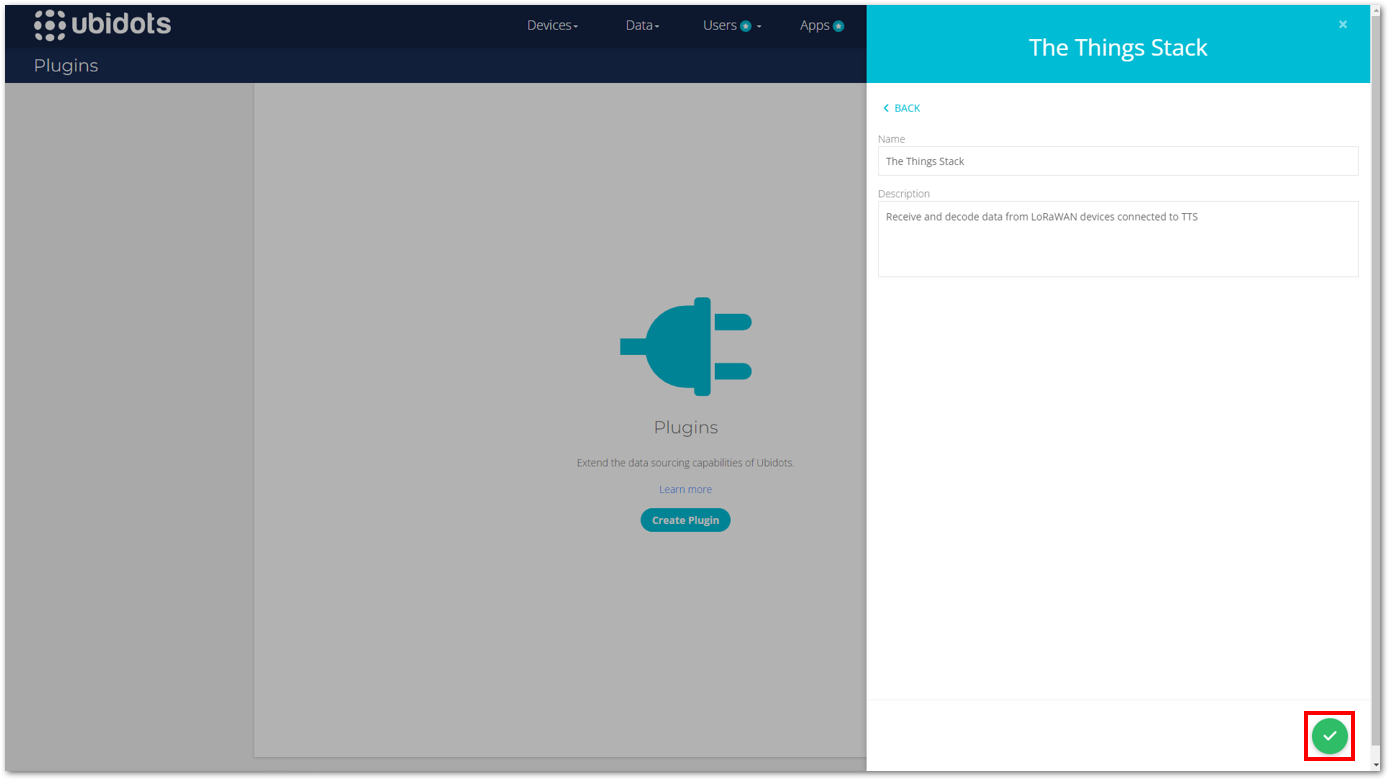 ubidots
Devices
Data
Users
Apps
Plugins
The Things Stack
BACK
Name
The Things Stack
Description
Receive and decode data from LoRaWAN devices connected to TTS
Plugins
Extend the data sourcing capabilities of Ubidots.
Learn more
Create Plugin